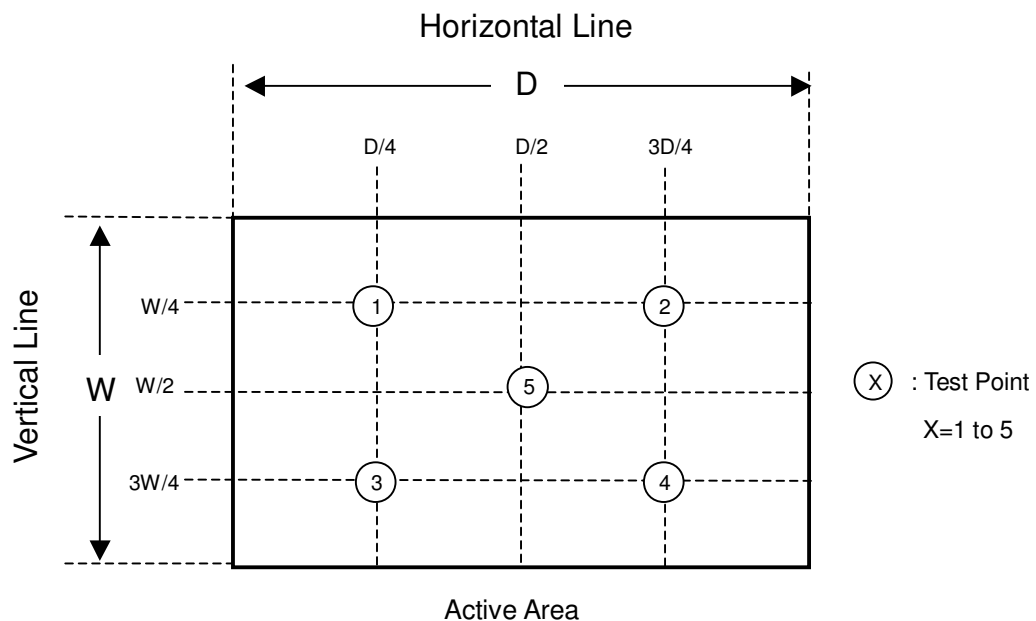 Horizontal Line
D
D/4 D/2 3D/4
Vertical Line
W
W/4
1 2
W/2
5
X : Test Point
X=1 to 5
3W/4
3 4
Active Area